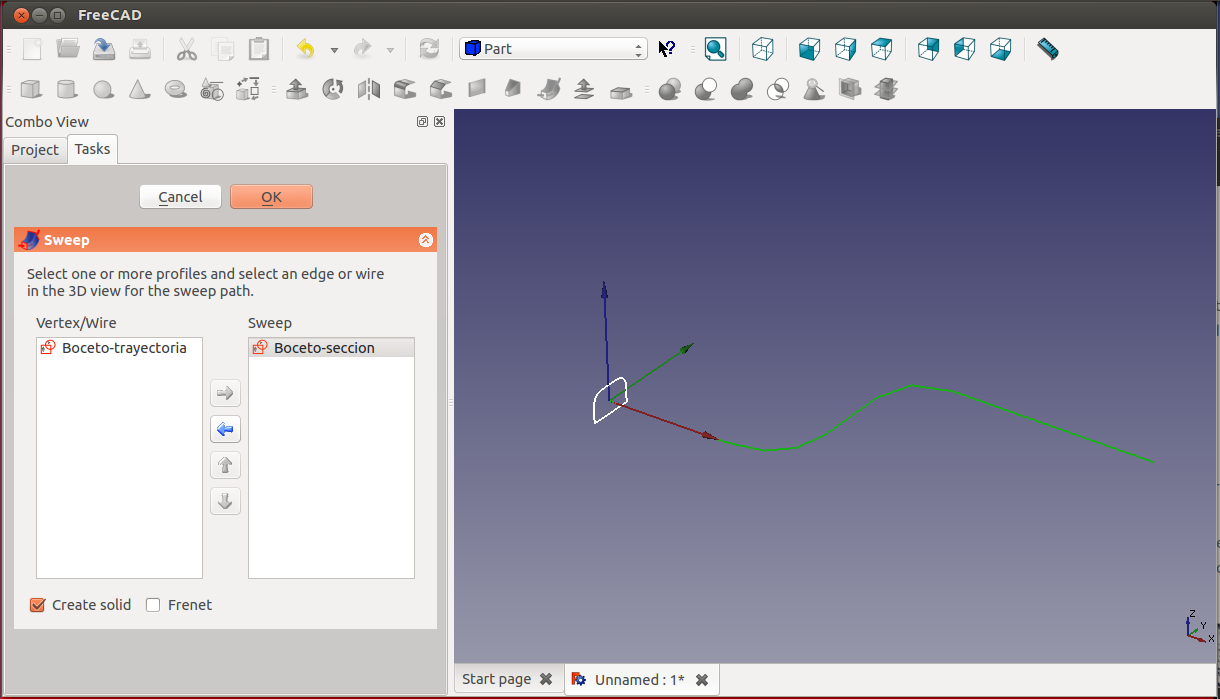 FreeCAD
Part
Combo View
Project
Tasks
Cancel
OK
Sweep
Select one or more profiles and select an edge or wire
in the 3D view for the sweep path.
Vertex/Wire
Sweep
Boceto-trayectoria
Boceto-seccion
Create solid
Frenet
Z
Y
X
Start page
Unnamed : 1*